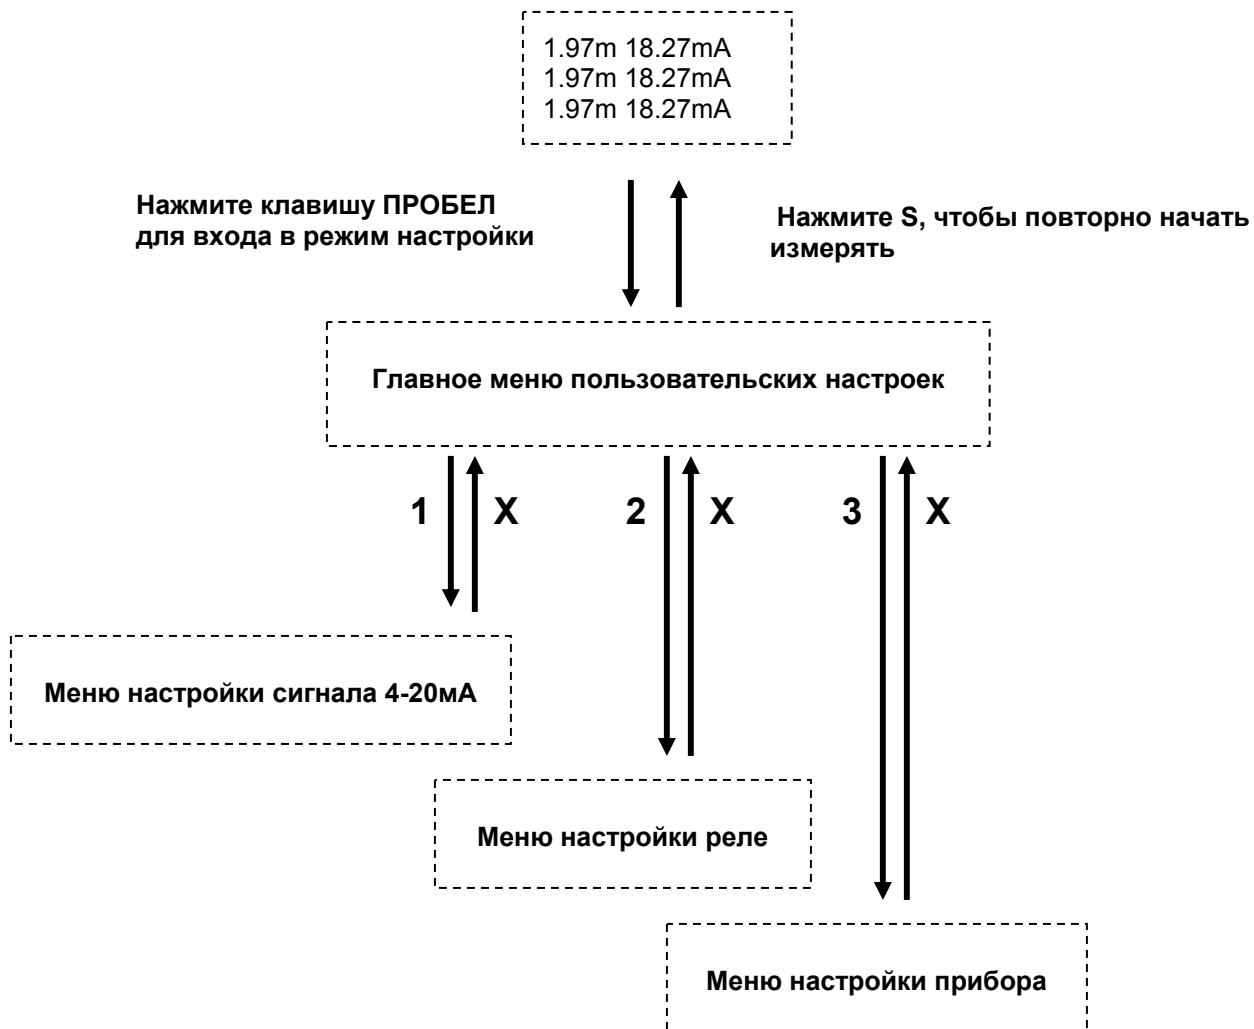 1.97m 18.27mA
1.97m 18.27mA
1.97m 18.27mA
Нажмите клавишу ПРОБЕЛ
для входа в режим настройки
Нажмите S, чтобы повторно начать
измерять
Главное меню пользовательских настроек
1 X 2 X 3 X
Меню настройки сигнала 4-20мА
Меню настройки реле
Меню настройки прибора